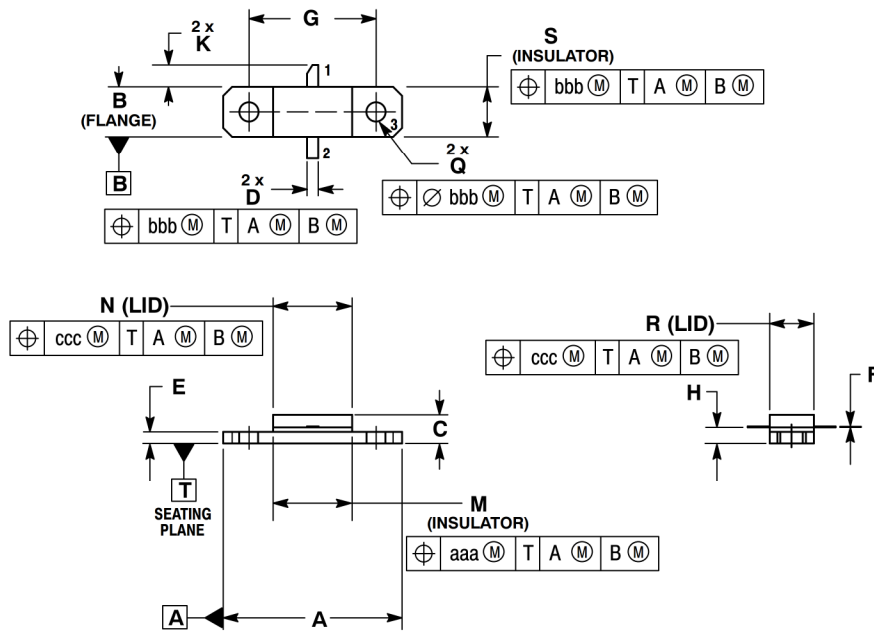 2 x
K
G
S
(INSULATOR)
⌖ bbb Ⓜ T A Ⓜ B Ⓜ
1
B
(FLANGE)
3
2
B
2 x
Q
⌖ ∅ bbb Ⓜ T A Ⓜ B Ⓜ
2 x
D
⌖ bbb Ⓜ T A Ⓜ B Ⓜ
N (LID)
⌖ ccc Ⓜ T A Ⓜ B Ⓜ
R (LID)
⌖ ccc Ⓜ T A Ⓜ B Ⓜ
E
C
H
F
T
SEATING
PLANE
M
(INSULATOR)
⌖ aaa Ⓜ T A Ⓜ B Ⓜ
A
A